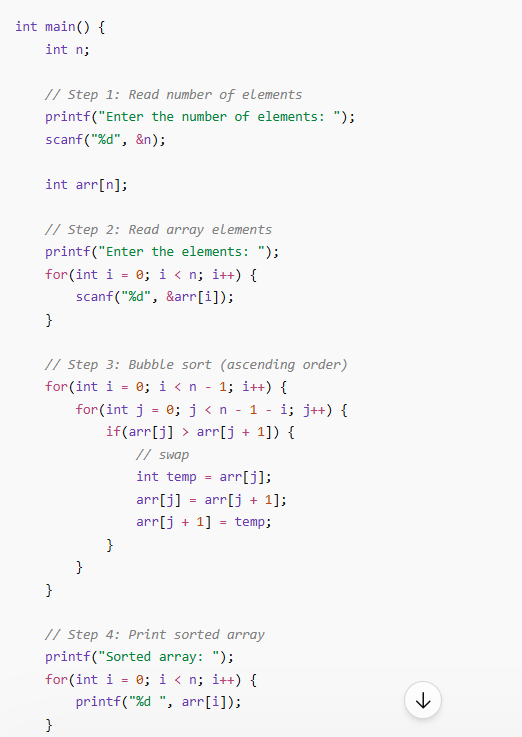 int main() {
    int n;

    // Step 1: Read number of elements
    printf("Enter the number of elements: ");
    scanf("%d", &n);

    int arr[n];

    // Step 2: Read array elements
    printf("Enter the elements: ");
    for(int i = 0; i < n; i++) {
        scanf("%d", &arr[i]);
    }

    // Step 3: Bubble sort (ascending order)
    for(int i = 0; i < n - 1; i++) {
        for(int j = 0; j < n - 1 - i; j++) {
            if(arr[j] > arr[j + 1]) {
                // swap
                int temp = arr[j];
                arr[j] = arr[j + 1];
                arr[j + 1] = temp;
            }
        }
    }

    // Step 4: Print sorted array
    printf("Sorted array: ");
    for(int i = 0; i < n; i++) {
        printf("%d ", arr[i]);
    }